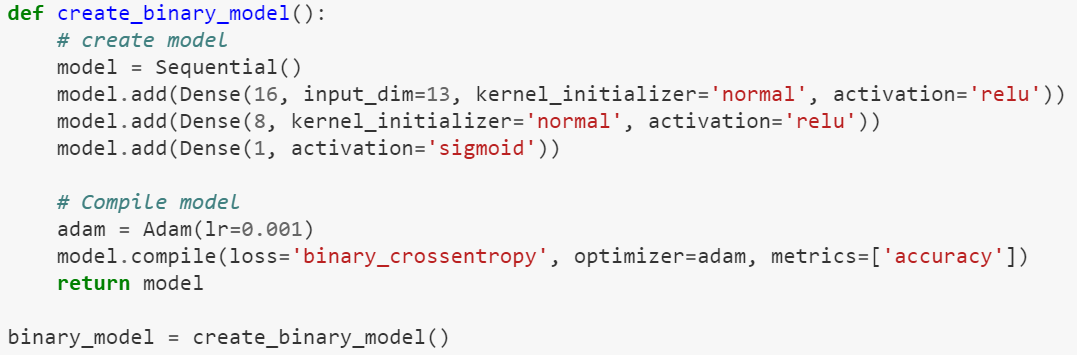 def create_binary_model():
    # create model
    model = Sequential()
    model.add(Dense(16, input_dim=13, kernel_initializer='normal', activation='relu'))
    model.add(Dense(8, kernel_initializer='normal', activation='relu'))
    model.add(Dense(1, activation='sigmoid'))

    # Compile model
    adam = Adam(lr=0.001)
    model.compile(loss='binary_crossentropy', optimizer=adam, metrics=['accuracy'])
    return model

binary_model = create_binary_model()